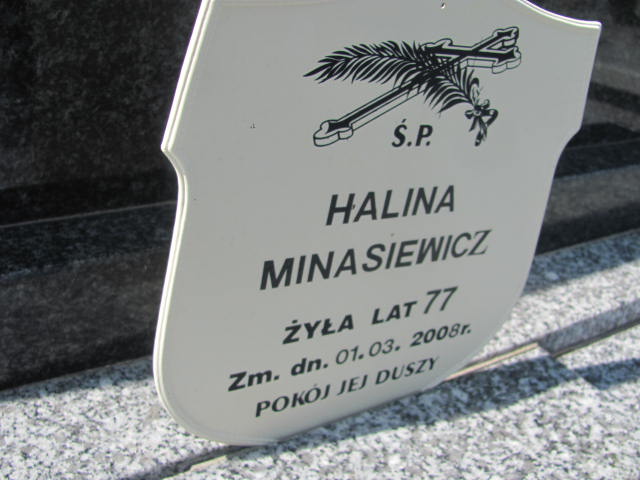 Ś.P.
HALINA
MINASIEWICZ
ŻYŁA LAT 77
Zm. dn. 01.03. 2008r.
POKÓJ JEJ DUSZY